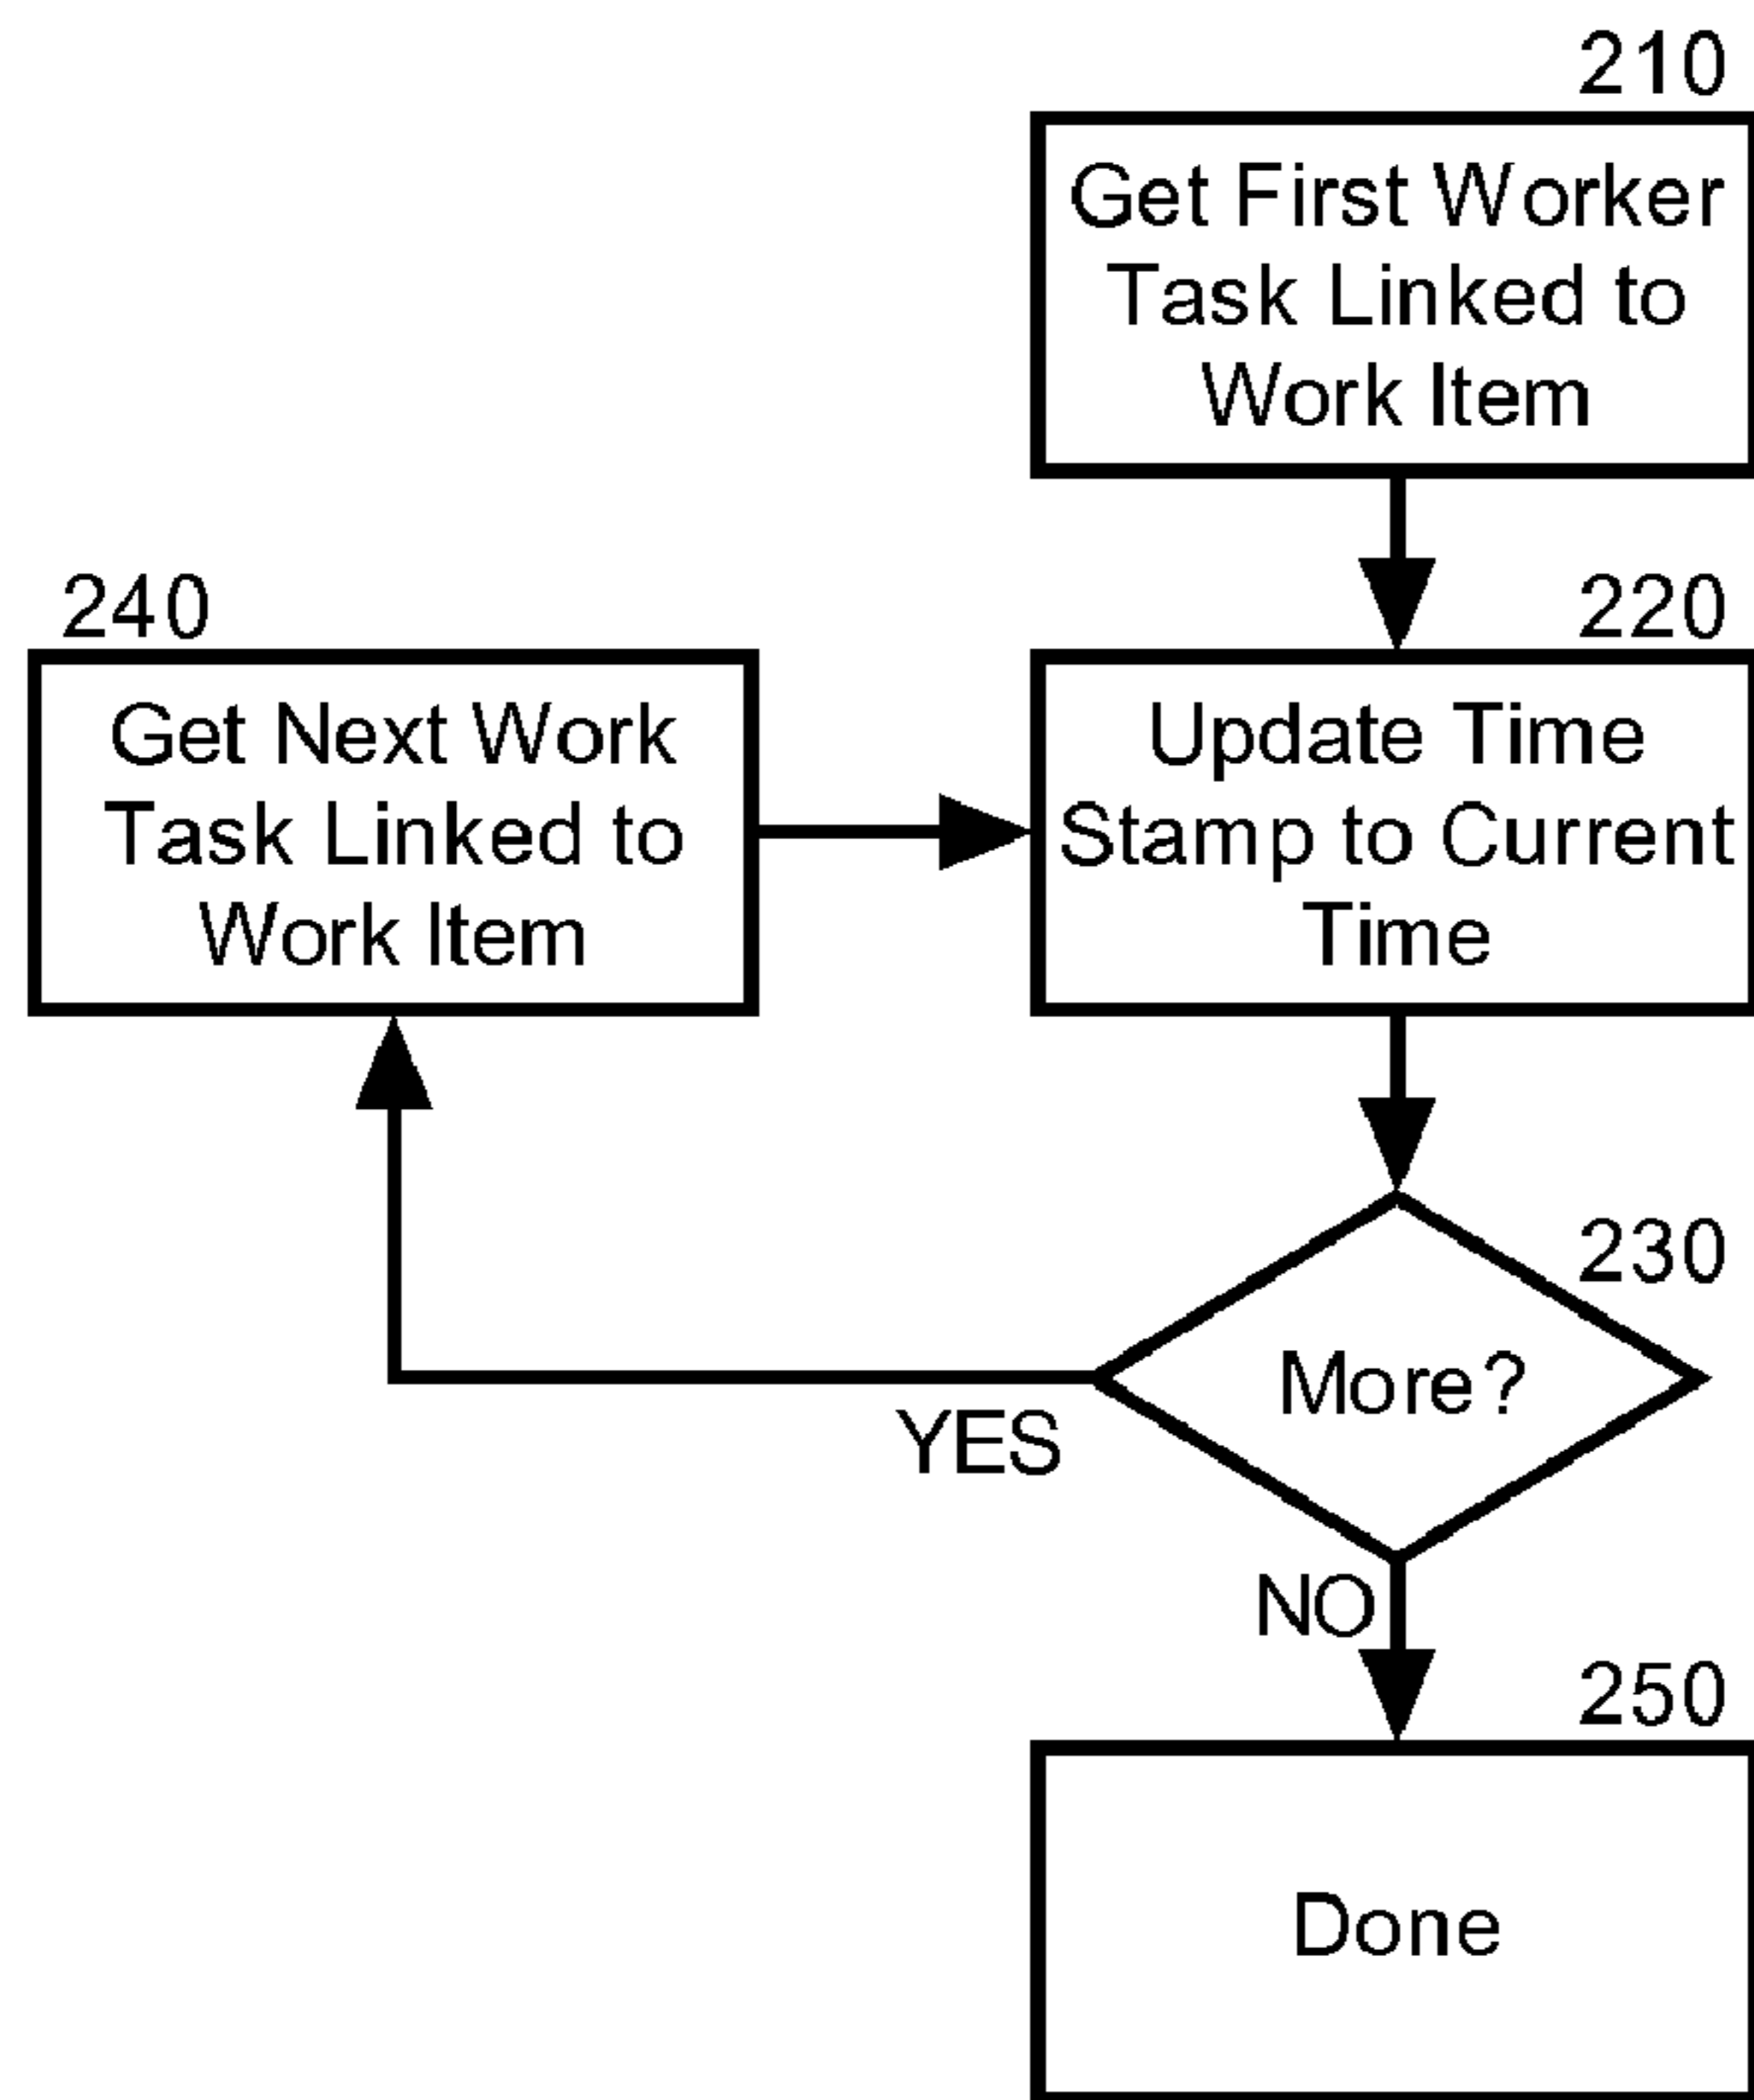 210
Get First Worker
Task Linked to
Work Item
240
Get Next Work
Task Linked to
Work Item
220
Update Time
Stamp to Current
Time
230
More?
YES
NO
250
Done